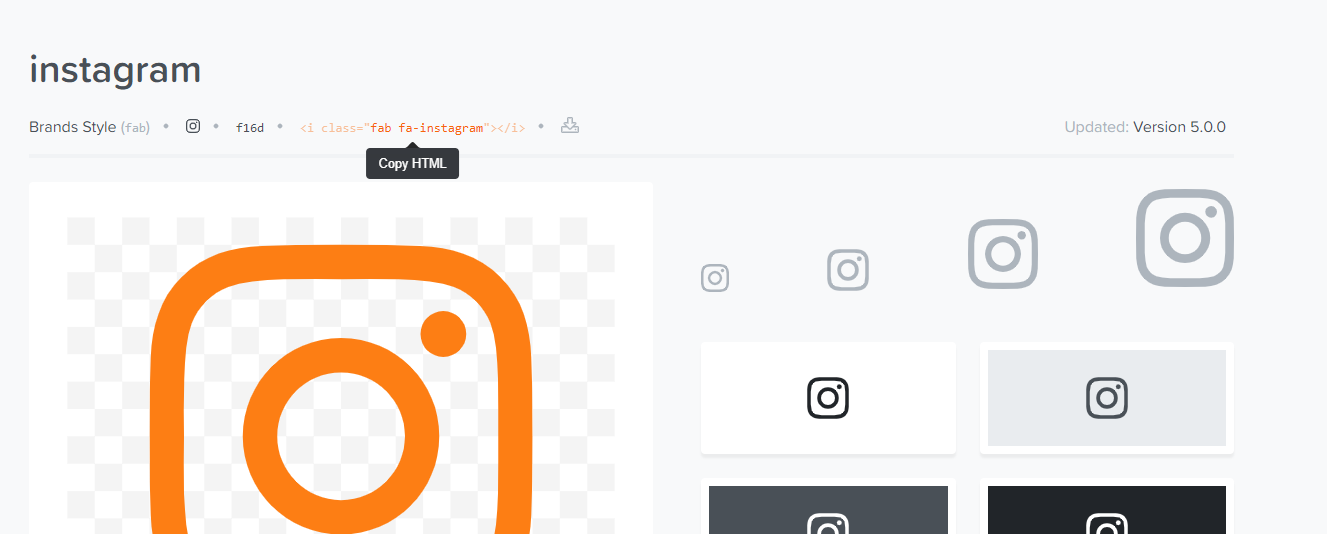 instagram
Brands Style (fab) • f16d • <i class="fab fa-instagram"></i> • Updated: Version 5.0.0
Copy HTML